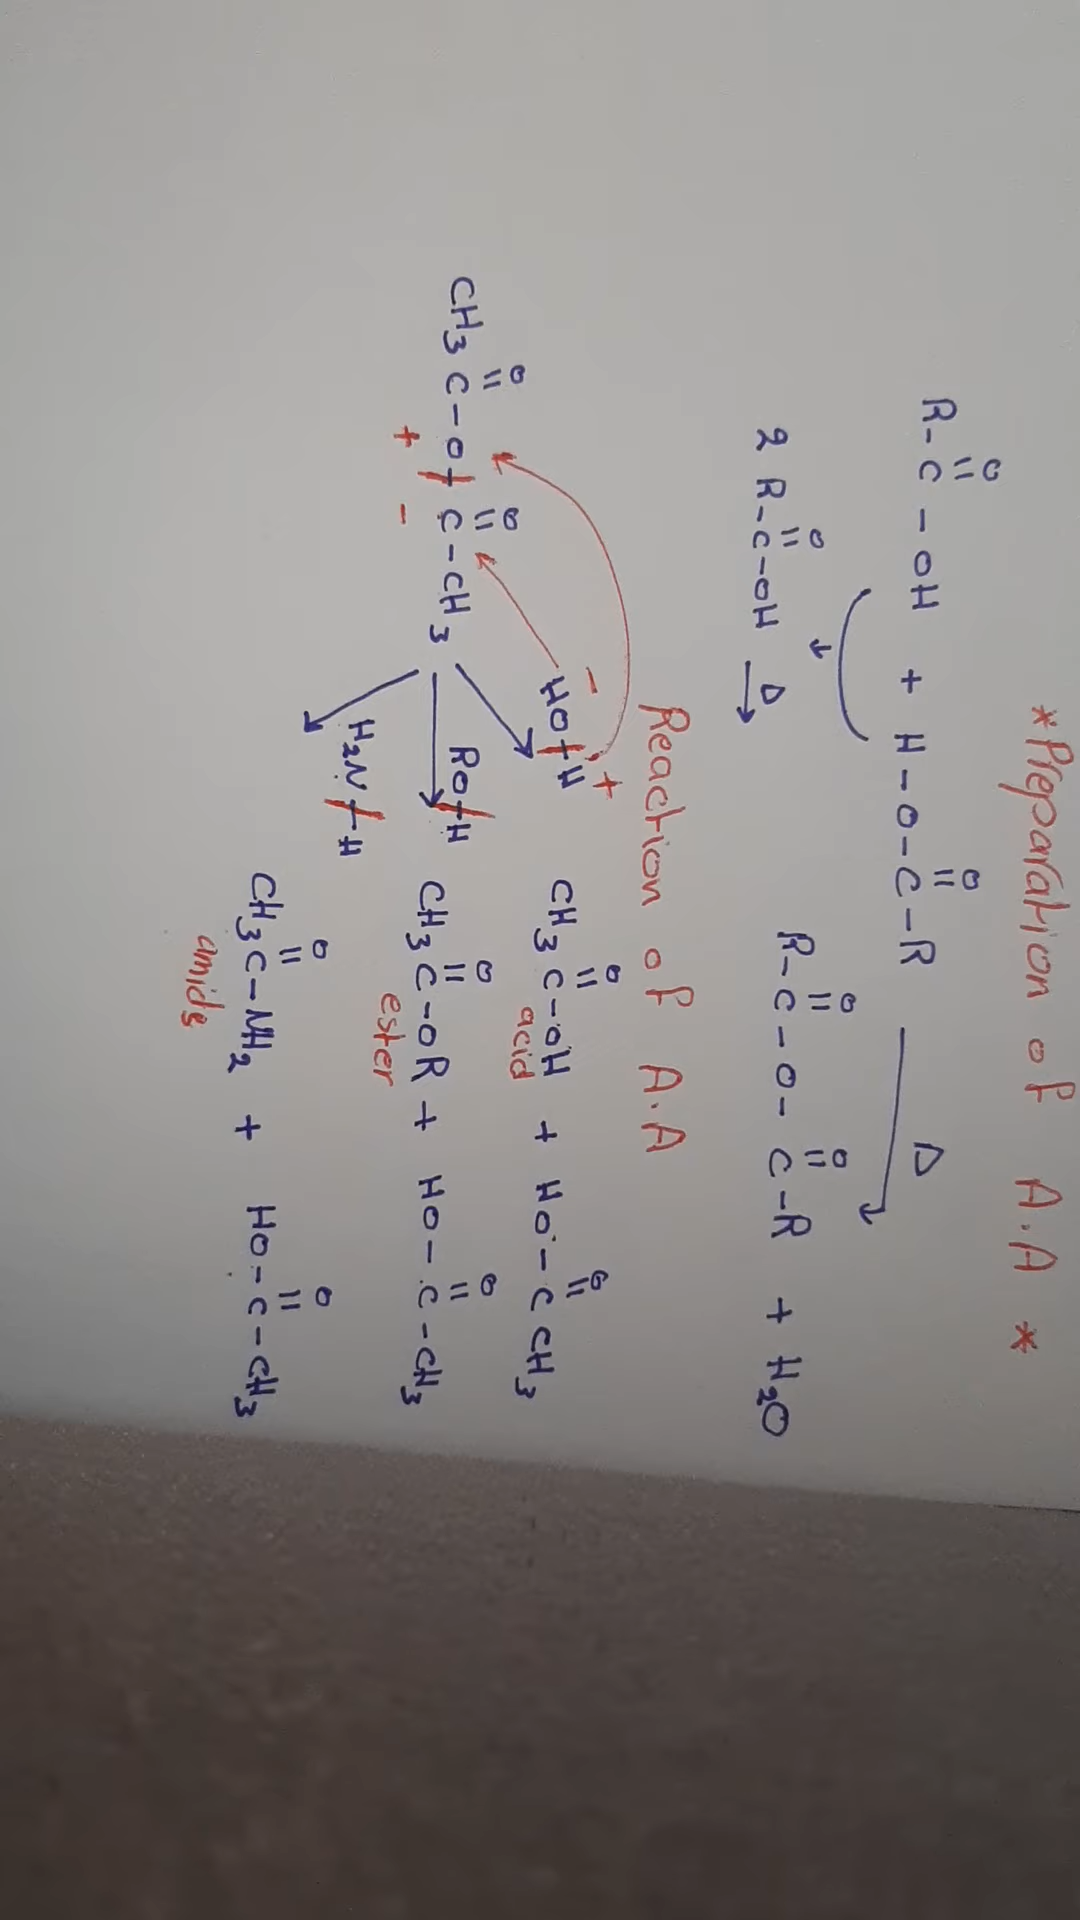 *Preparation of A.A *
O O
R-C-OH + H-O-C-R Δ
2 R-C-OH Δ R-C-O-C-R + H2O
O O O
Reaction of A.A
- +
HO H
CH3C-OH + HO-CCH3
O O
acid
CH3C-O C-CH3
O O
+ -
RO H
CH3C-OR + HO-C-CH3
O O
ester
H2N-H
CH3C-NH2 + HO-C-CH3
O O
amide